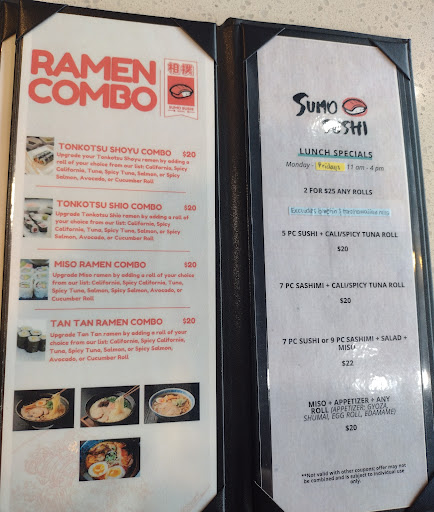 RAMEN
COMBO
相撲
SUMO SUSHI
TONKOTSU SHOYU COMBO $20
Upgrade your Tonkotsu Shoyu ramen by adding a
roll of your choice from our list: California, Spicy
California, Tuna, Spicy Tuna, Salmon, or Spicy
Salmon, Avocado, or Cucumber Roll
TONKOTSU SHIO COMBO $20
Upgrade Tonkotsu Shio ramen by adding a roll of
your choice from our list: California, Spicy
California, Tuna, Spicy Tuna, Salmon, or Spicy
Salmon, Avocado, or Cucumber Roll
MISO RAMEN COMBO $20
Upgrade Miso ramen by adding a roll of your choice
from our list: California, Spicy California, Tuna,
Spicy Tuna, Salmon, Spicy Salmon, Avocado, or
Cucumber Roll
TAN TAN RAMEN COMBO $20
Upgrade Tan Tan ramen by adding a roll of your
choice from our list: California, Spicy California,
Tuna, Spicy Tuna, Salmon, or Spicy Salmon,
Avocado, or Cucumber Roll
SUMO
SUSHI
LUNCH SPECIALS
Monday - Fridays 11 am - 4 pm
2 FOR $25 ANY ROLLS
5 PC SUSHI + CALI/SPICY TUNA ROLL
$20
7 PC SASHIMI + CALI/SPICY TUNA ROLL
$20
7 PC SUSHI or 9 PC SASHIMI + SALAD +
MISO
$22
MISO + APPETIZER + ANY
ROLL (APPETIZER: GYOZA,
SHUMAI, EGG ROLL, EDAMAME)
$20
**Not valid with other coupons; offer may not
be combined and is subject to individual use
only.